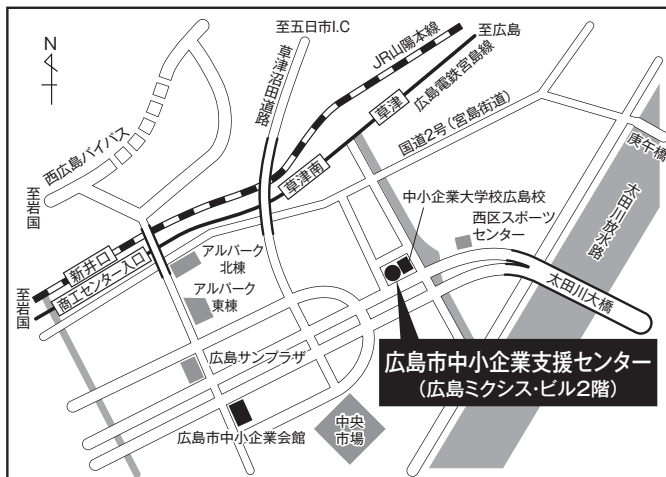 N
至五日市I.C
JR山陽本線
至広島
草津沼田道路
草津
広島電鉄宮島線
西広島バイパス
国道2号(宮島街道)
庚午橋
草津南
至岩国
中小企業大学校広島校
太田川放水路
西区スポーツ
センター
新井口
商工センター入口
アルパーク
北棟
至岩国
アルパーク
東棟
太田川大橋
広島サンプラザ
広島市中小企業支援センター
(広島ミクシス・ビル2階)
広島市中小企業会館
中央
市場